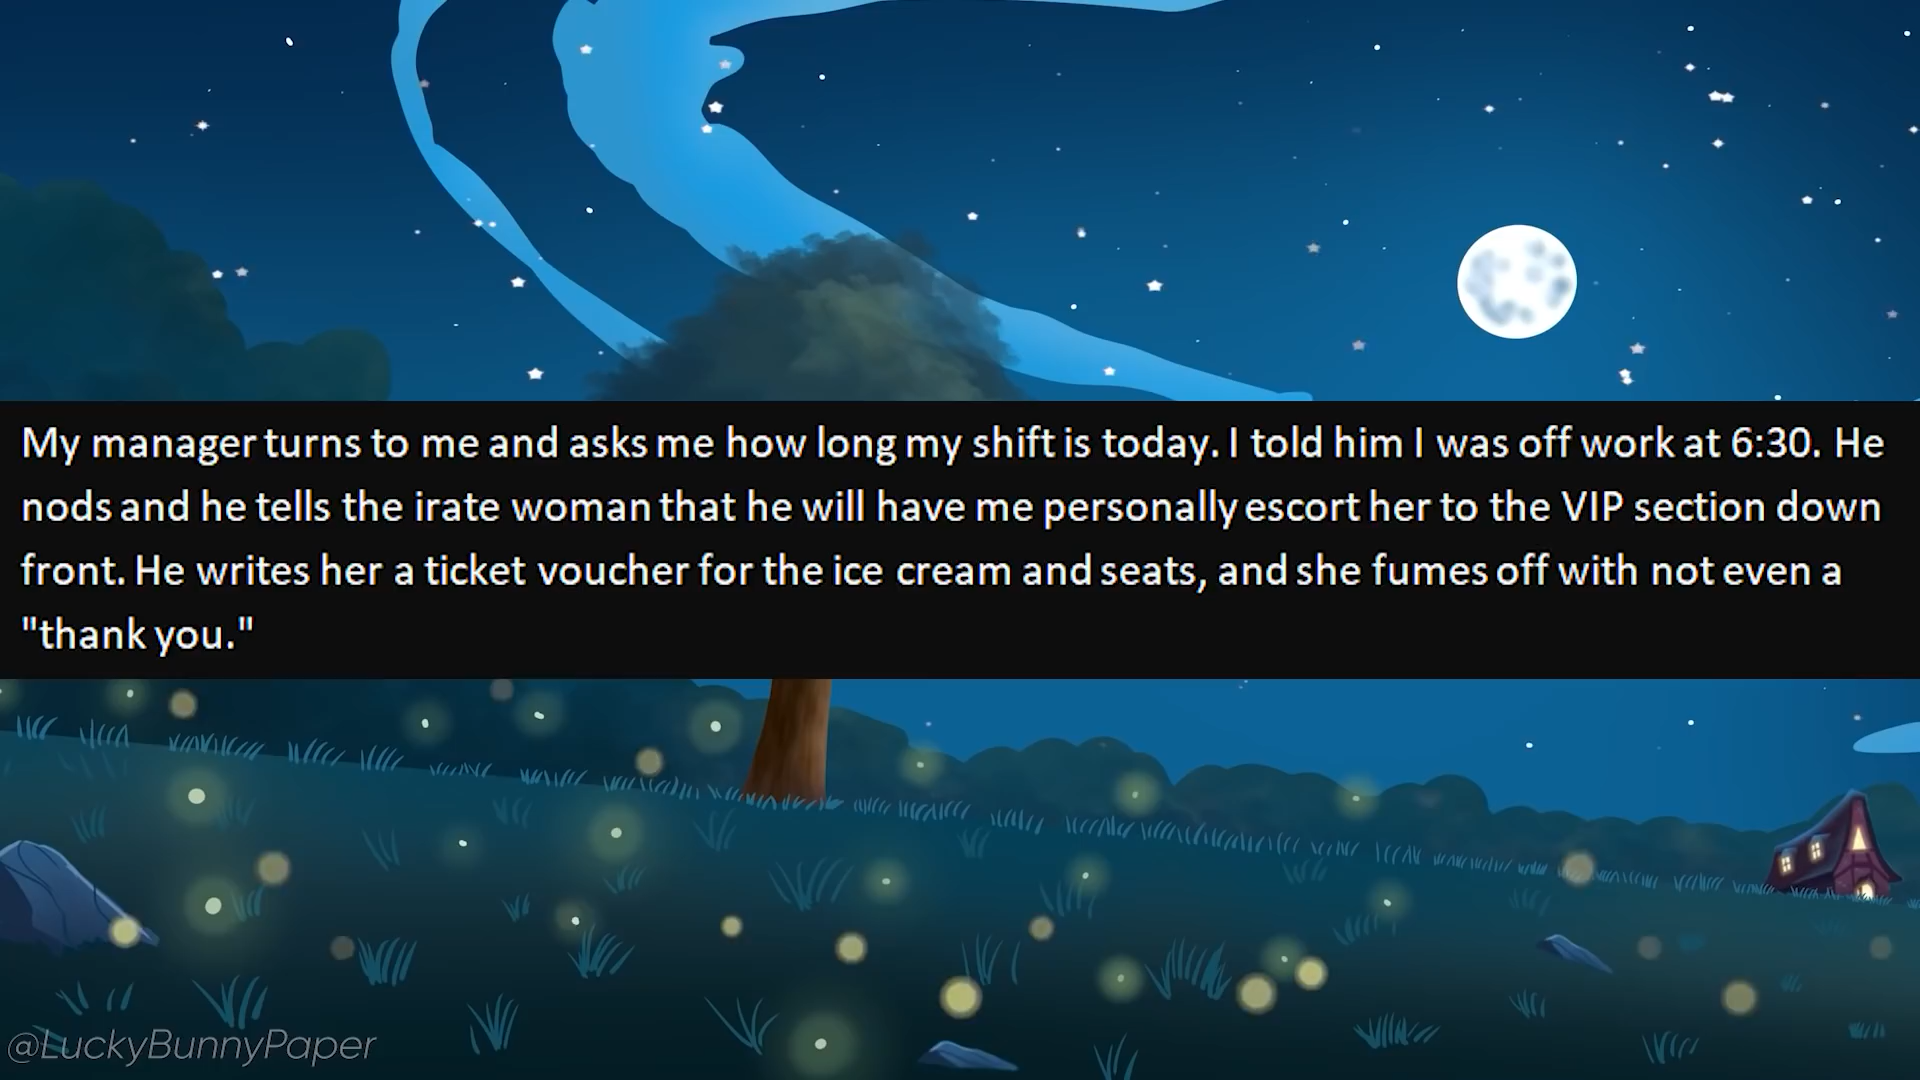 My manager turns to me and asks me how long my shift is today. I told him I was off work at 6:30. He
nods and he tells the irate woman that he will have me personally escort her to the VIP section down
front. He writes her a ticket voucher for the ice cream and seats, and she fumes off with not even a
"thank you."
@LuckyBunnyPaper